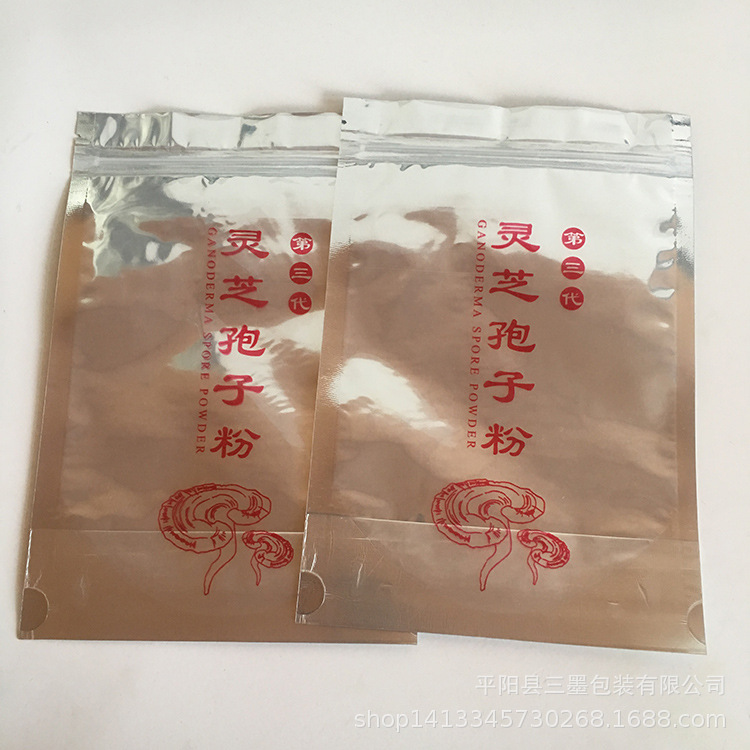 第三代
灵芝孢子粉
GANODERMA SPORE POWDER
第三代
灵芝孢子粉
GANODERMA SPORE POWDER
平阳县三墨包装有限公司
shop1413345730268.1688.com